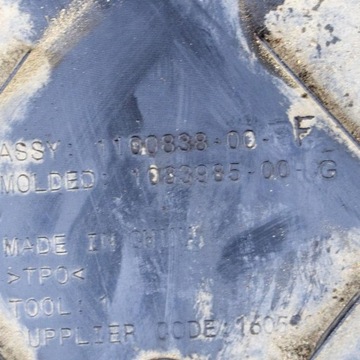 ASSY: 1100838-00-F
MOLDED: 1083985-00-G
MADE IN CHINA
>TPO<
TOOL: 1
SUPPLIER CODE:1605